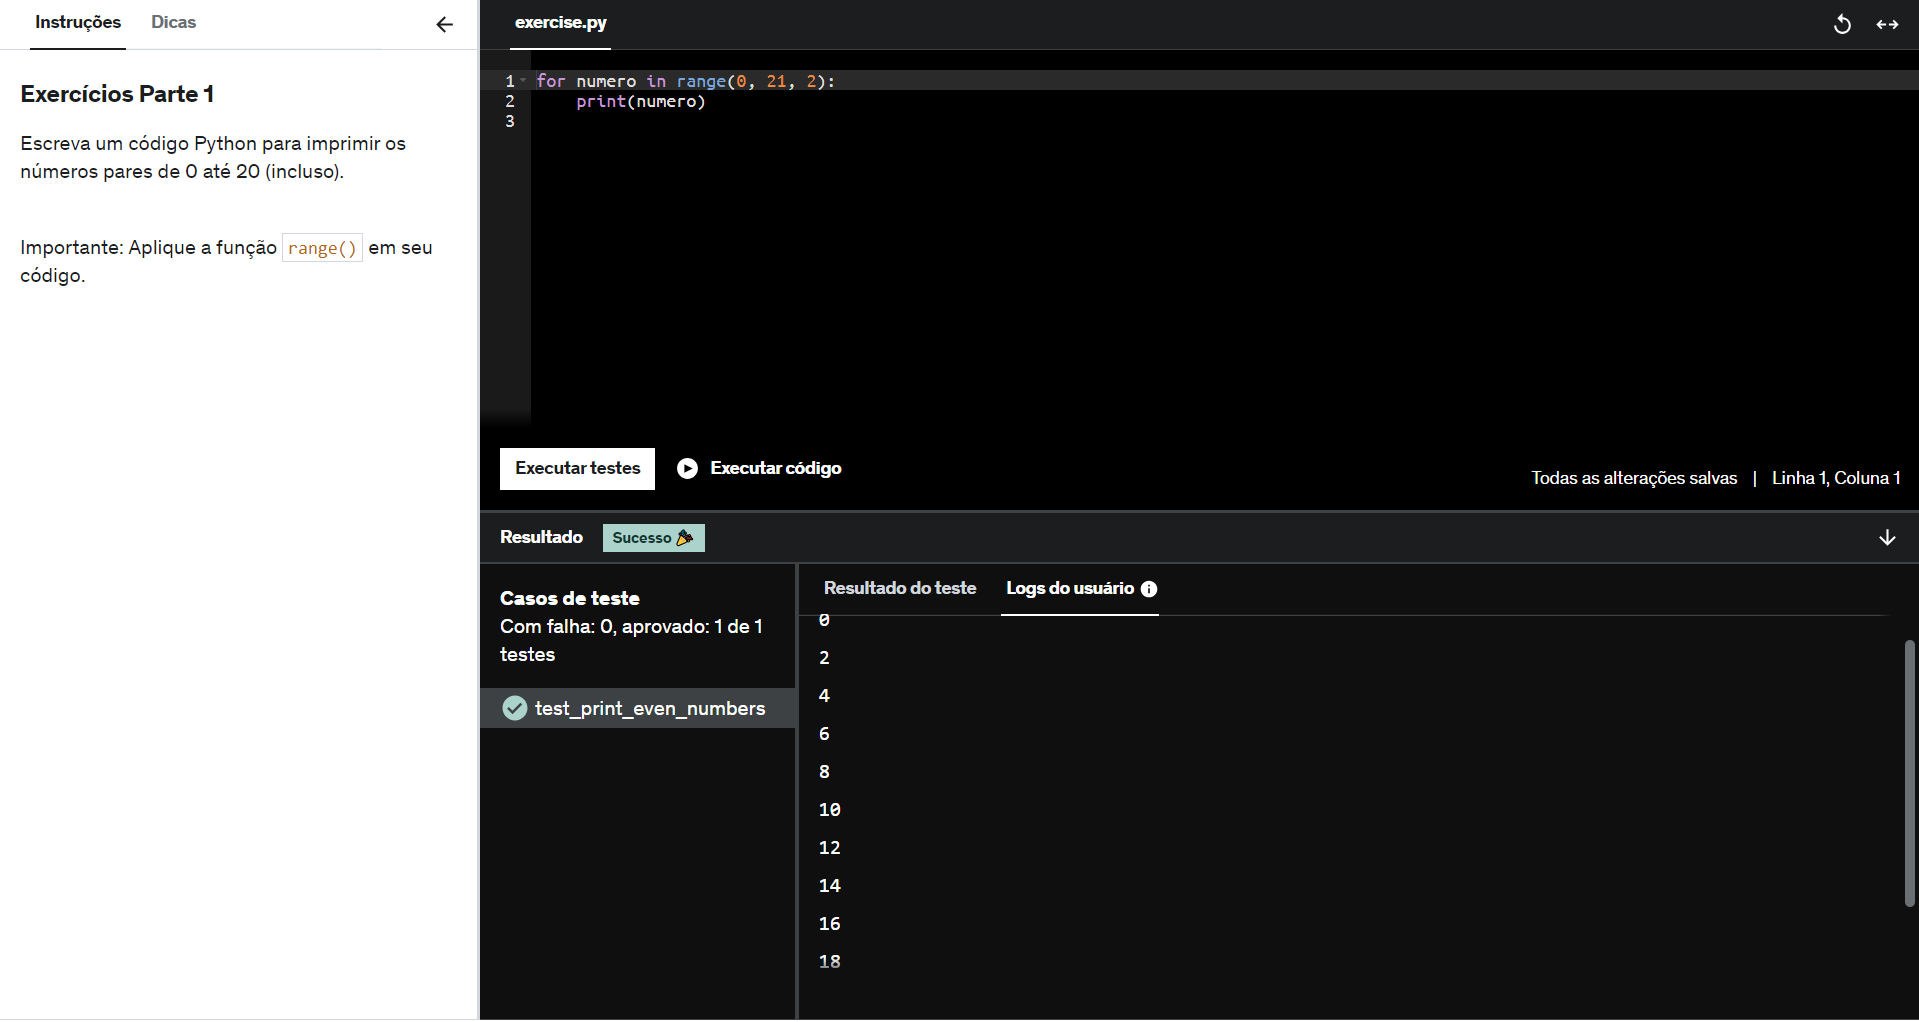 Instruções Dicas
Exercícios Parte 1
Escreva um código Python para imprimir os
números pares de 0 até 20 (incluso).
Importante: Aplique a função range() em seu
código.
exercise.py
1 for numero in range(0, 21, 2):
2     print(numero)
3
Executar testes Executar código
Todas as alterações salvas | Linha 1, Coluna 1
Resultado Sucesso
Casos de teste
Com falha: 0, aprovado: 1 de 1
testes
test_print_even_numbers
Resultado do teste Logs do usuário
0
2
4
6
8
10
12
14
16
18